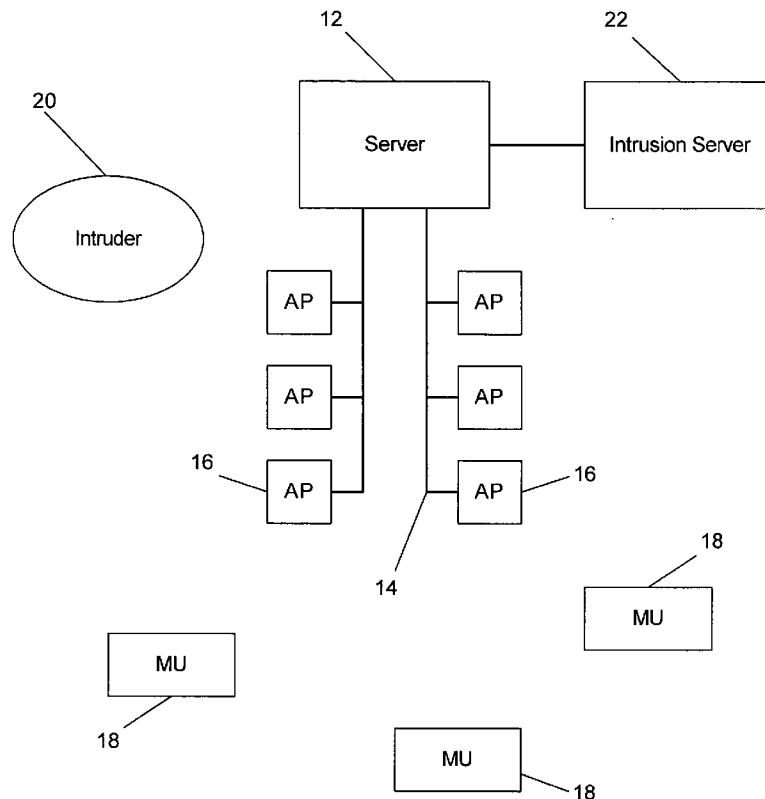 12
22
20
Server
Intrusion Server
Intruder
AP
AP
AP
AP
16
AP
AP
16
14
18
MU
MU
18
MU
18